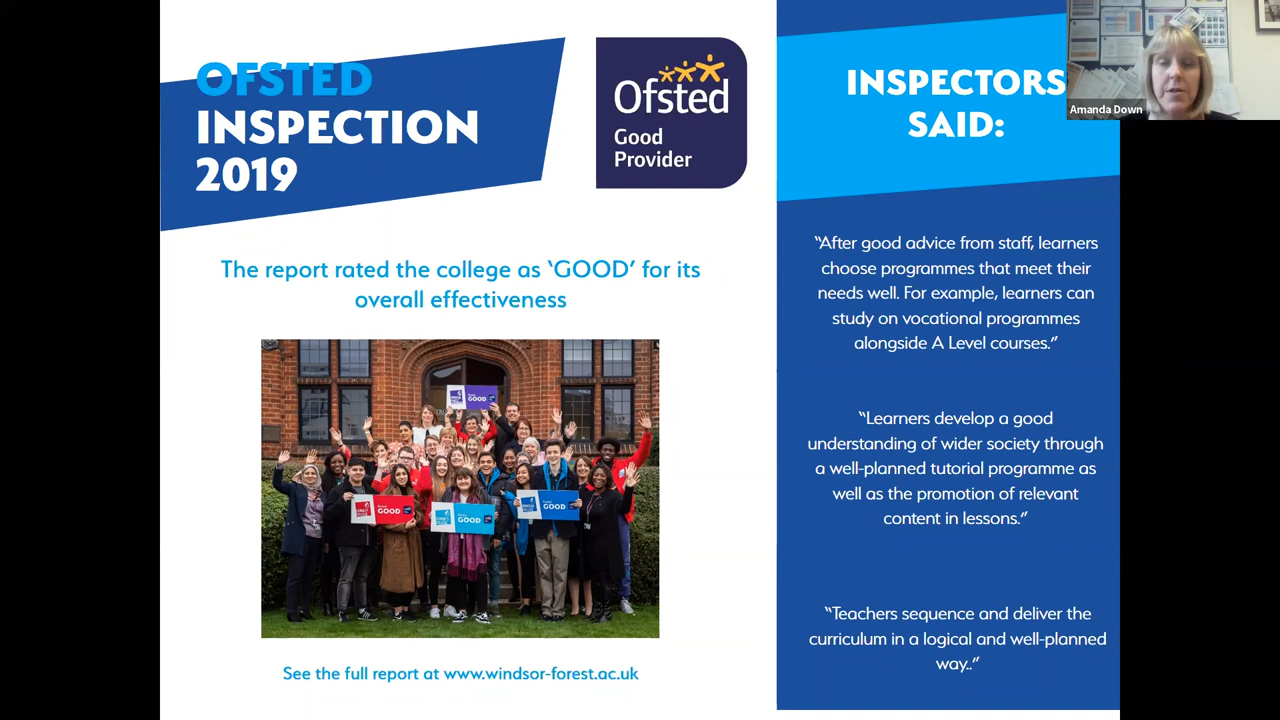 OFSTED
INSPECTION
2019
Ofsted
Good
Provider
The report rated the college as ‘GOOD’ for its
overall effectiveness
GOOD
GOOD
GOOD
GOOD
See the full report at www.windsor-forest.ac.uk
INSPECTORS
SAID:
Amanda Down
“After good advice from staff, learners
choose programmes that meet their
needs well. For example, learners can
study on vocational programmes
alongside A Level courses.”
“Learners develop a good
understanding of wider society through
a well-planned tutorial programme as
well as the promotion of relevant
content in lessons.”
“Teachers sequence and deliver the
curriculum in a logical and well-planned
way..”